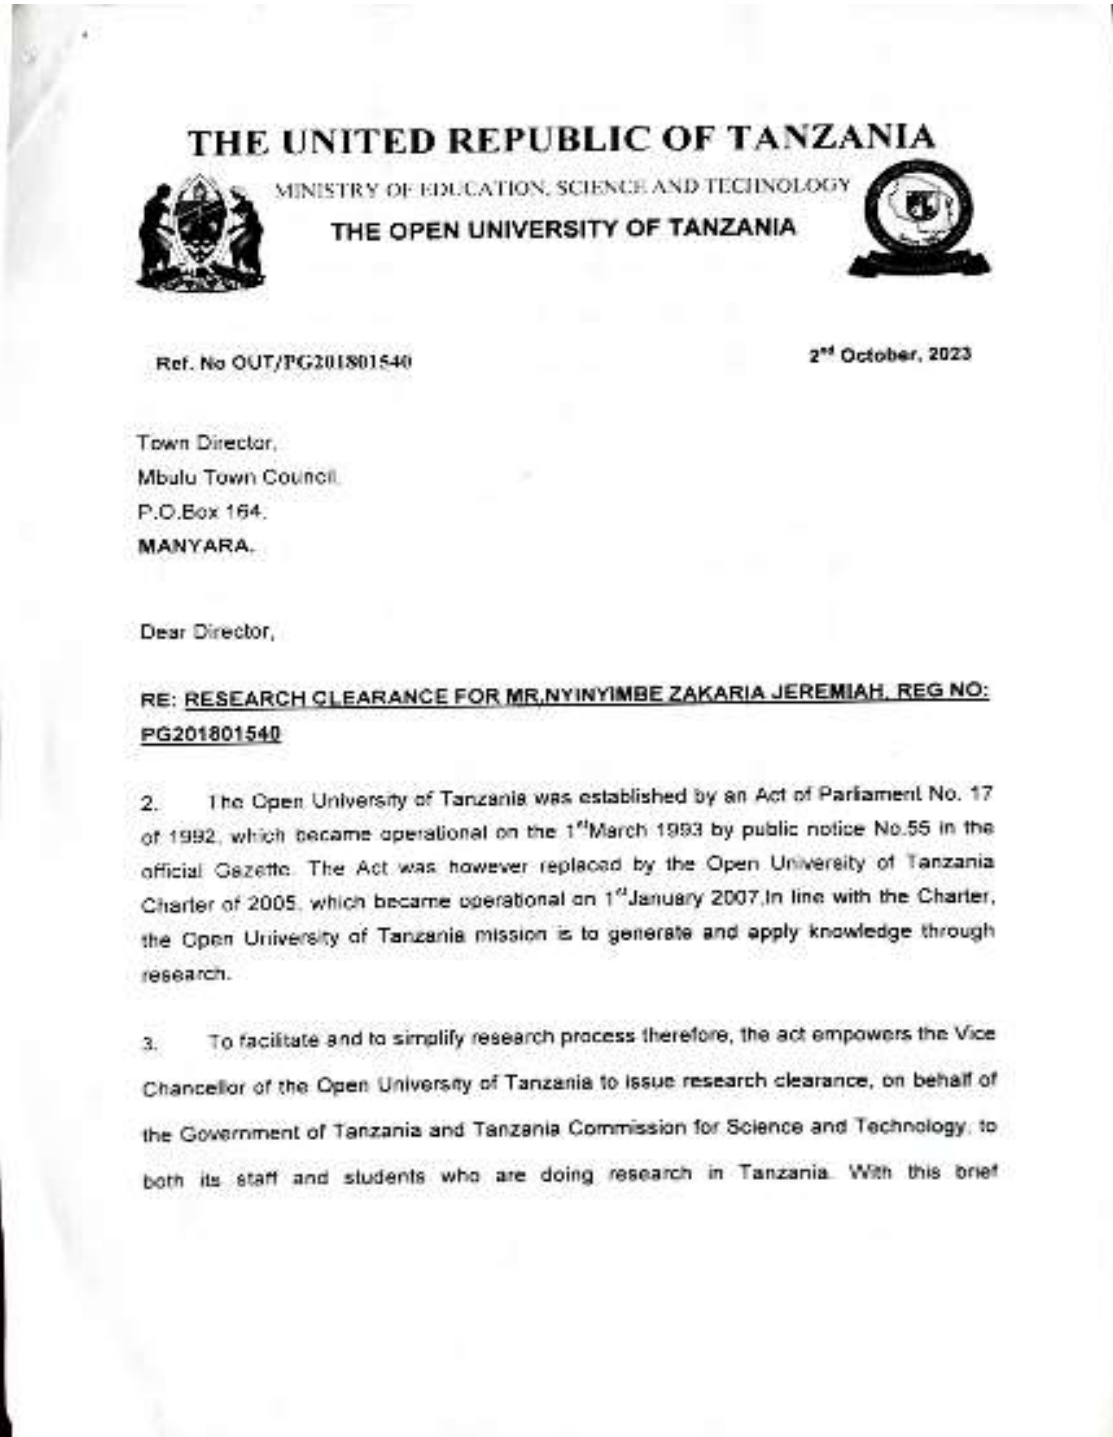 THE UNITED REPUBLIC OF TANZANIA
MINISTRY OF EDUCATION, SCIENCE AND TECHNOLOGY
THE OPEN UNIVERSITY OF TANZANIA
Ref. No OUT/PG201801540
2nd October, 2023
Town Director,
Mbulu Town Council,
P.O.Box 164,
MANYARA.
Dear Director,
RE: RESEARCH CLEARANCE FOR MR,NYINYIMBE ZAKARIA JEREMIAH, REG NO:
PG201801540
2. The Open University of Tanzania was established by an Act of Parliament No. 17
of 1992, which became operational on the 1st March 1993 by public notice No.55 in the
official Gazette. The Act was however replaced by the Open University of Tanzania
Charter of 2005, which became operational on 1st January 2007.In line with the Charter,
the Open University of Tanzania mission is to generate and apply knowledge through
research.
3. To facilitate and to simplify research process therefore, the act empowers the Vice
Chancellor of the Open University of Tanzania to issue research clearance, on behalf of
the Government of Tanzania and Tanzania Commission for Science and Technology, to
both its staff and students who are doing research in Tanzania. With this brief